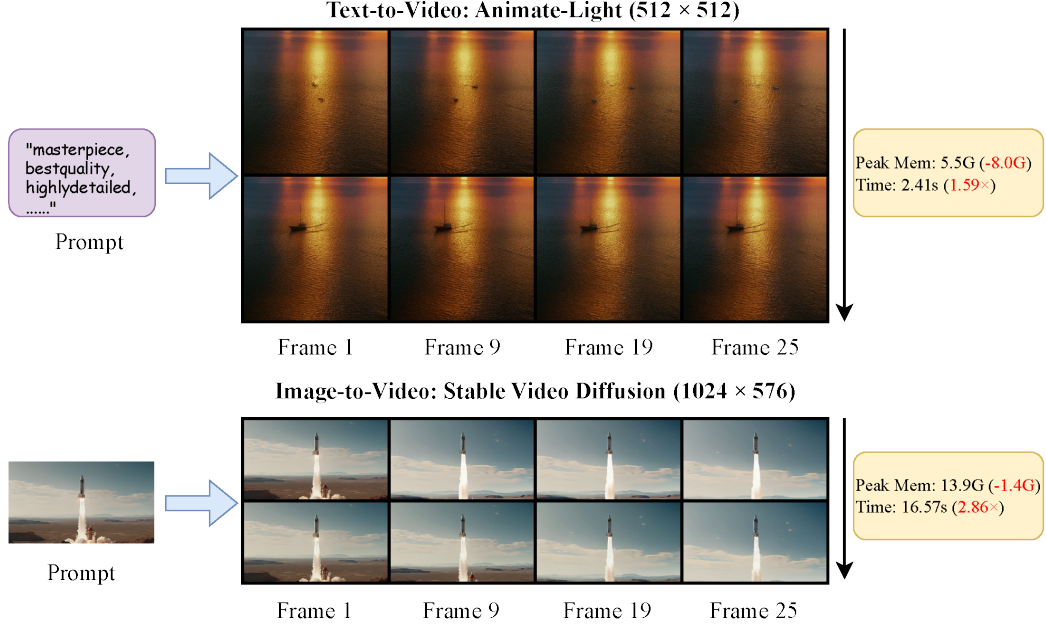 Text-to-Video: Animate-Light (512 × 512)
"masterpiece,
bestquality,
highlydetailed,
......"
Prompt
Peak Mem: 5.5G (-8.0G)
Time: 2.41s (1.59×)
Frame 1
Frame 9
Frame 19
Frame 25
Image-to-Video: Stable Video Diffusion (1024 × 576)
Prompt
Peak Mem: 13.9G (-1.4G)
Time: 16.57s (2.86×)
Frame 1
Frame 9
Frame 19
Frame 25